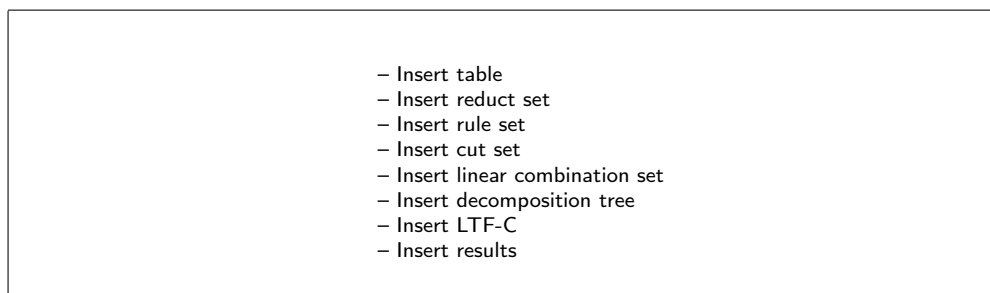 – Insert table
– Insert reduct set
– Insert rule set
– Insert cut set
– Insert linear combination set
– Insert decomposition tree
– Insert LTF-C
– Insert results